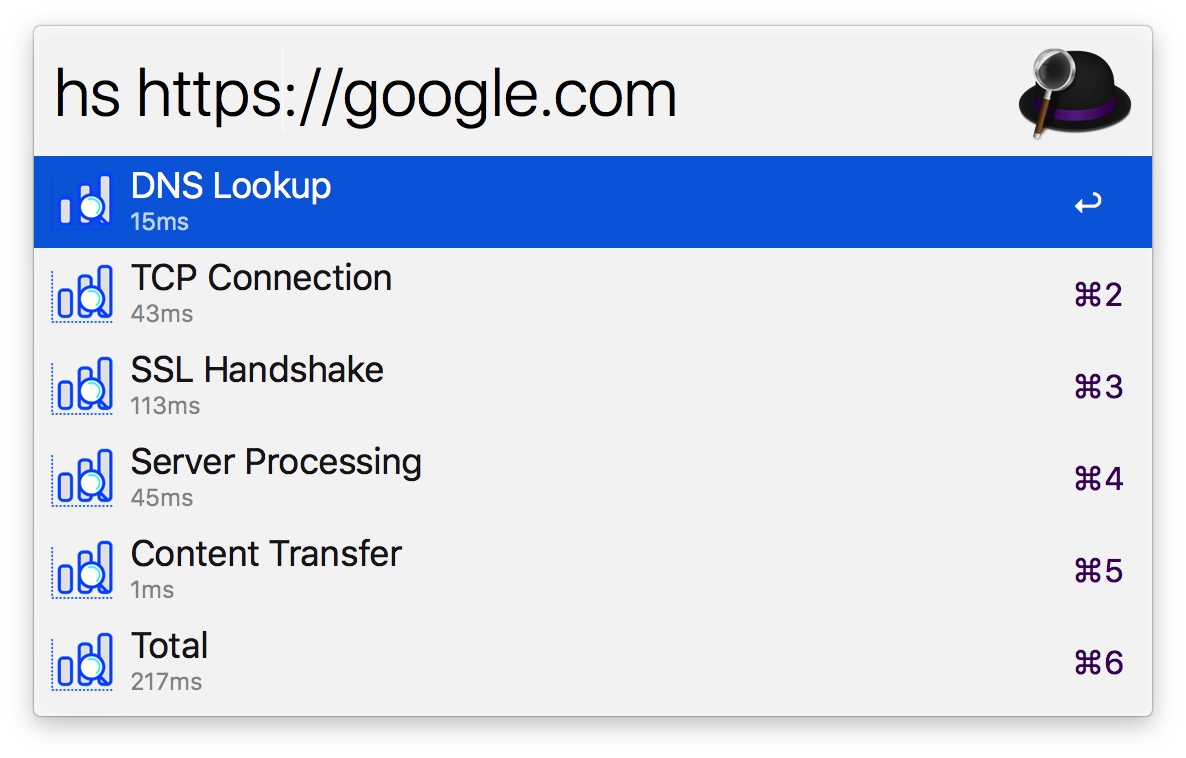 hs https://google.com
DNS Lookup
15ms
↩
TCP Connection
43ms
⌘2
SSL Handshake
113ms
⌘3
Server Processing
45ms
⌘4
Content Transfer
1ms
⌘5
Total
217ms
⌘6